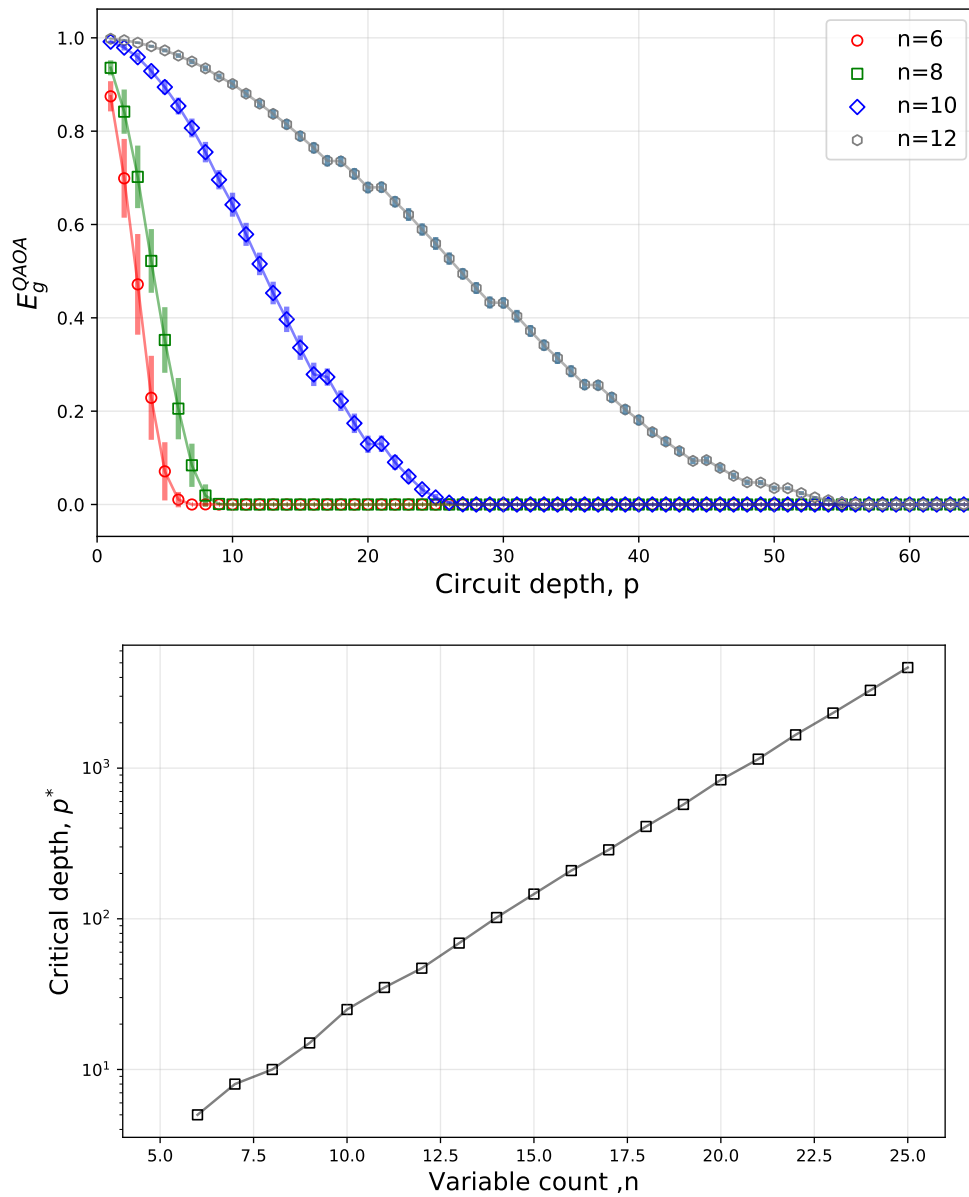 1.0
0.8
0.6
0.4
0.2
0.0
E_g^{QAOA}
n=6
n=8
n=10
n=12
0 10 20 30 40 50 60
Circuit depth, p
10^3
10^2
10^1
Critical depth, p*
5.0 7.5 10.0 12.5 15.0 17.5 20.0 22.5 25.0
Variable count ,n